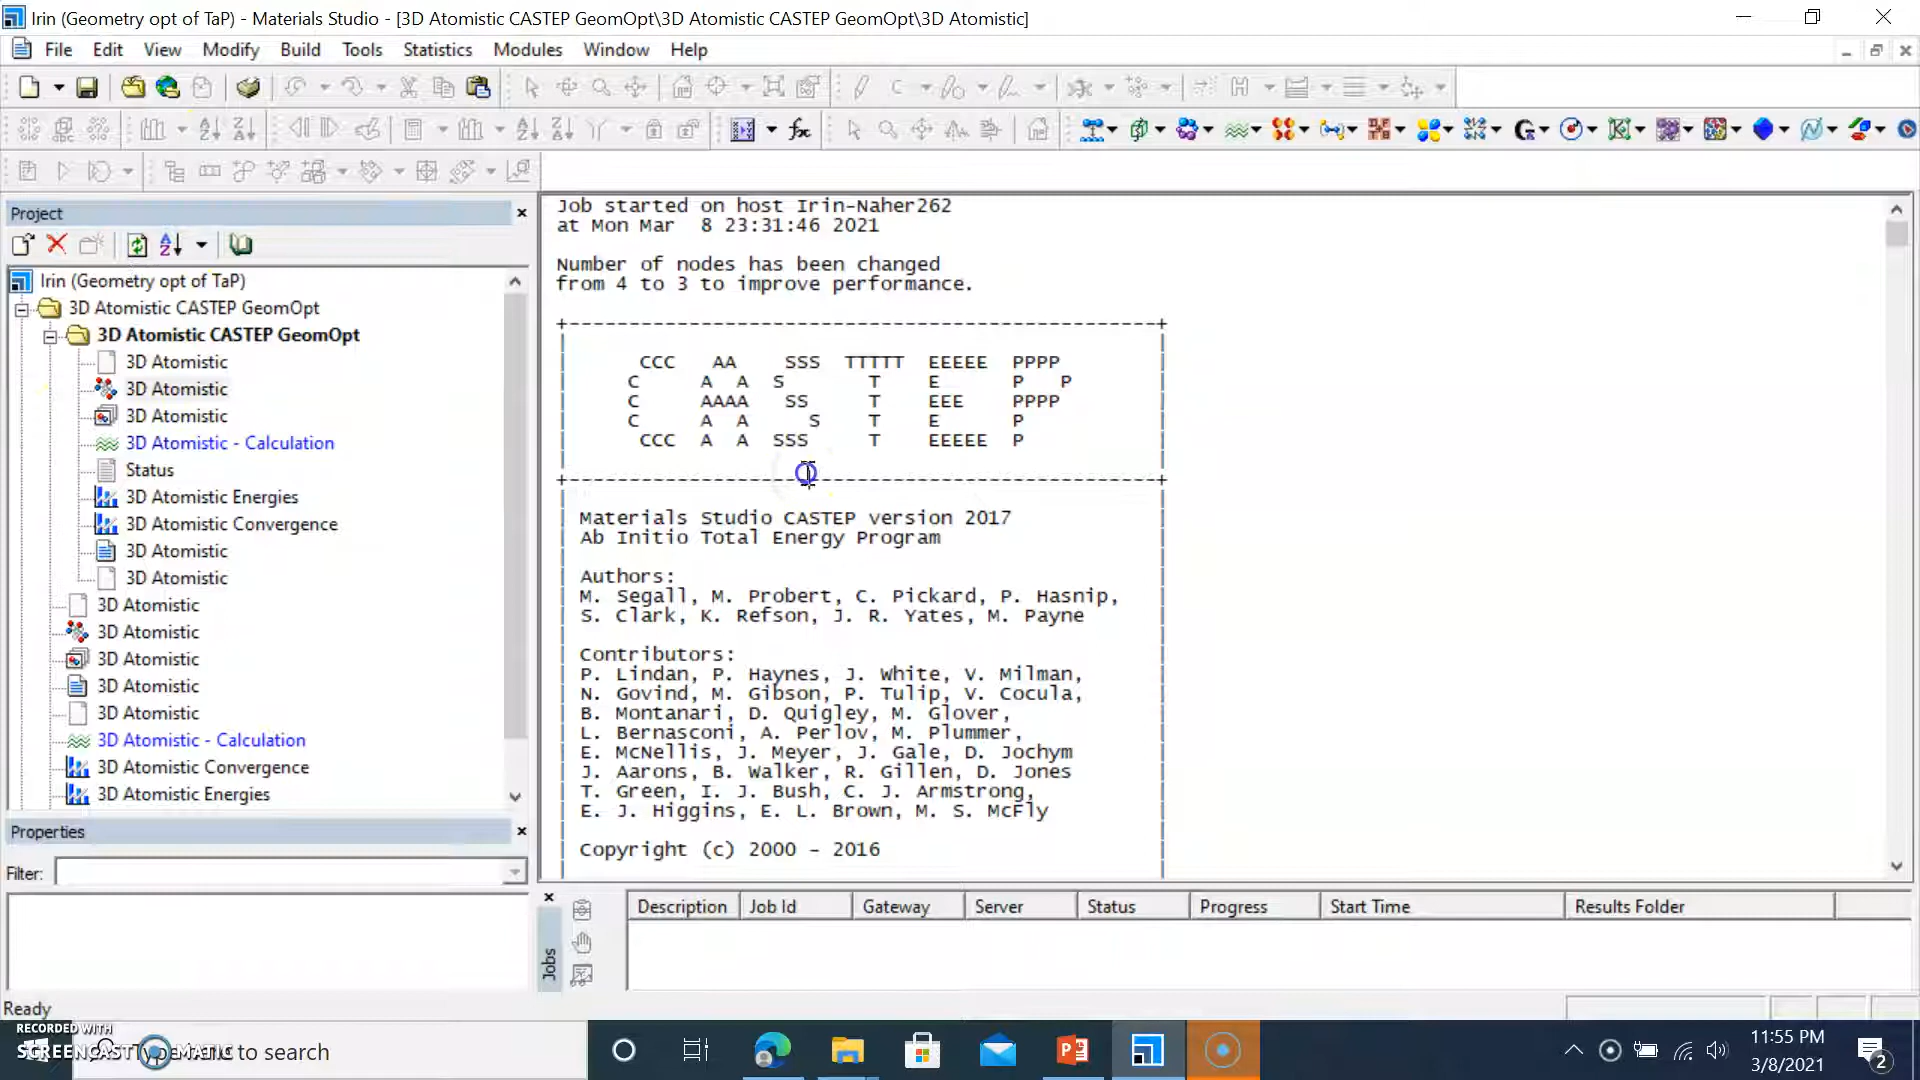 Irin (Geometry opt of TaP) - Materials Studio - [3D Atomistic CASTEP GeomOpt\3D Atomistic CASTEP GeomOpt\3D Atomistic]
File Edit View Modify Build Tools Statistics Modules Window Help
Project
Irin (Geometry opt of TaP)
3D Atomistic CASTEP GeomOpt
3D Atomistic CASTEP GeomOpt
3D Atomistic
3D Atomistic
3D Atomistic
3D Atomistic - Calculation
Status
3D Atomistic Energies
3D Atomistic Convergence
3D Atomistic
3D Atomistic
3D Atomistic
3D Atomistic
3D Atomistic
3D Atomistic
3D Atomistic
3D Atomistic - Calculation
3D Atomistic Convergence
3D Atomistic Energies
Properties
Filter:
Job started on host Irin-Naher262
at Mon Mar  8 23:31:46 2021
Number of nodes has been changed
from 4 to 3 to improve performance.
+-------------------------------------------------+
CCC   AA    SSS  TTTTT  EEEEE  PPPP
C     A  A  S       T    E      P   P
C     AAAA   SS     T    EEE    PPPP
C     A  A     S    T    E      P
CCC  A  A  SSS     T    EEEEE  P
+-------------------------------------------------+
Materials Studio CASTEP version 2017
Ab Initio Total Energy Program
Authors:
M. Segall, M. Probert, C. Pickard, P. Hasnip,
S. Clark, K. Refson, J. R. Yates, M. Payne
Contributors:
P. Lindan, P. Haynes, J. White, V. Milman,
N. Govind, M. Gibson, P. Tulip, V. Cocula,
B. Montanari, D. Quigley, M. Glover,
L. Bernasconi, A. Perlov, M. Plummer,
E. McNellis, J. Meyer, J. Gale, D. Jochym
J. Aarons, B. Walker, R. Gillen, D. Jones
T. Green, I. J. Bush, C. J. Armstrong,
E. J. Higgins, E. L. Brown, M. S. McFly
Copyright (c) 2000 - 2016
Jobs
Description Job Id Gateway Server Status Progress Start Time Results Folder
Ready
RECORDED WITH
SCREENCAST MATIC
Type here to search
11:55 PM
3/8/2021
2